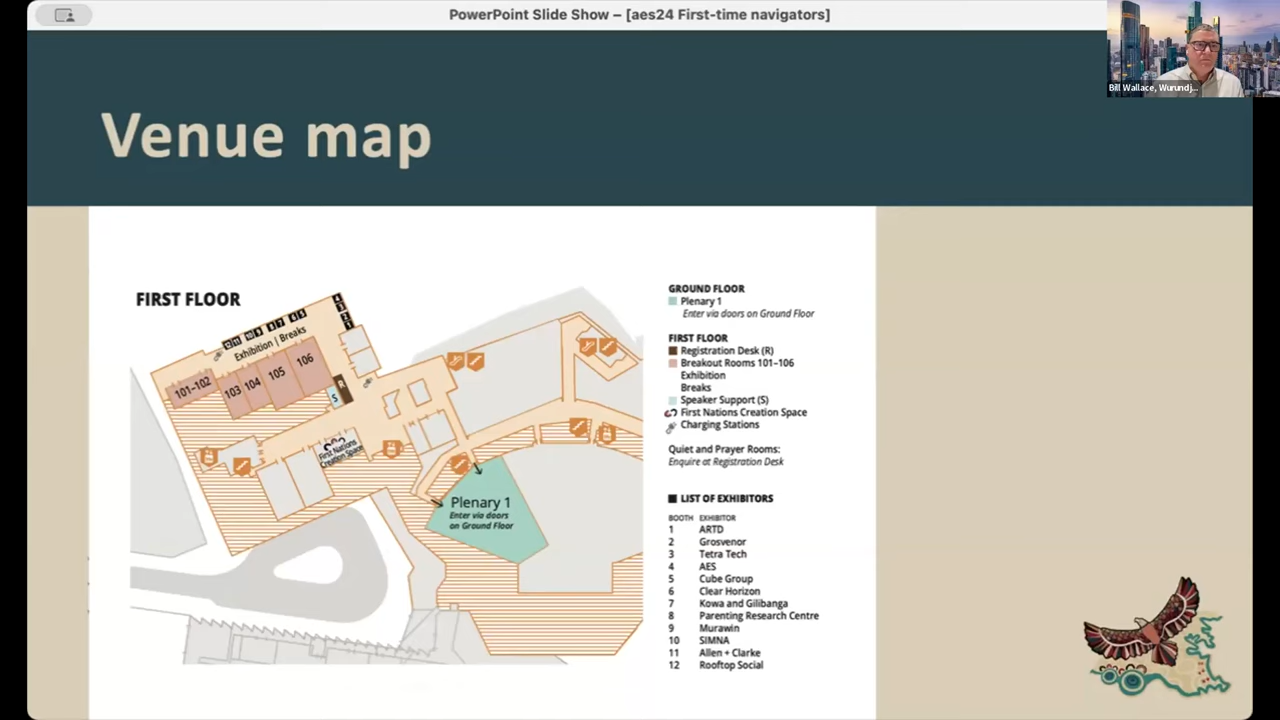 PowerPoint Slide Show – [aes24 First-time navigators]
Bill Wallace, Wurundj...
Venue map
FIRST FLOOR
Exhibition | Breaks
101–102
103
104
105
106
R
S
First Nations
Creation Space
Plenary 1
Enter via doors
on Ground Floor
GROUND FLOOR
Plenary 1
Enter via doors on Ground Floor
FIRST FLOOR
Registration Desk (R)
Breakout Rooms 101–106
Exhibition
Breaks
Speaker Support (S)
First Nations Creation Space
Charging Stations
Quiet and Prayer Rooms:
Enquire at Registration Desk
LIST OF EXHIBITORS
BOOTH EXHIBITOR
1 ARTD
2 Grosvenor
3 Tetra Tech
4 AES
5 Cube Group
6 Clear Horizon
7 Kowa and Gilibanga
8 Parenting Research Centre
9 Murawin
10 SIMNA
11 Allen + Clarke
12 Rooftop Social